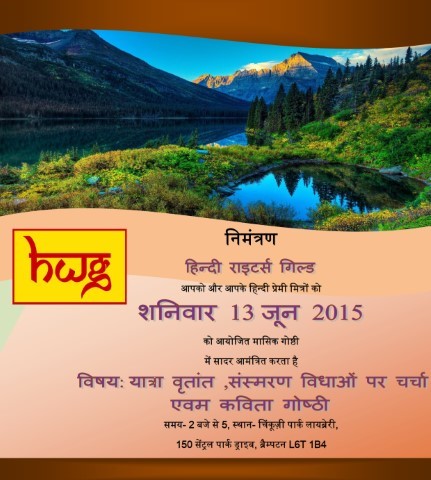 निमंत्रण
hwg
हिन्दी राइटर्स गिल्ड
आपको और आपके हिन्दी प्रेमी मित्रों को
शनिवार 13 जून 2015
को आयोजित मासिक गोष्ठी
में सादर आमंत्रित करता है
विषय: यात्रा वृतांत ,संस्मरण विधाओं पर चर्चा
एवम कविता गोष्ठी
समय- 2 बजे से 5, स्थान- चिंकूज़ी पार्क लायब्रेरी,
150 सेंट्रल पार्क ड्राइव, ब्रैम्पटन L6T 1B4